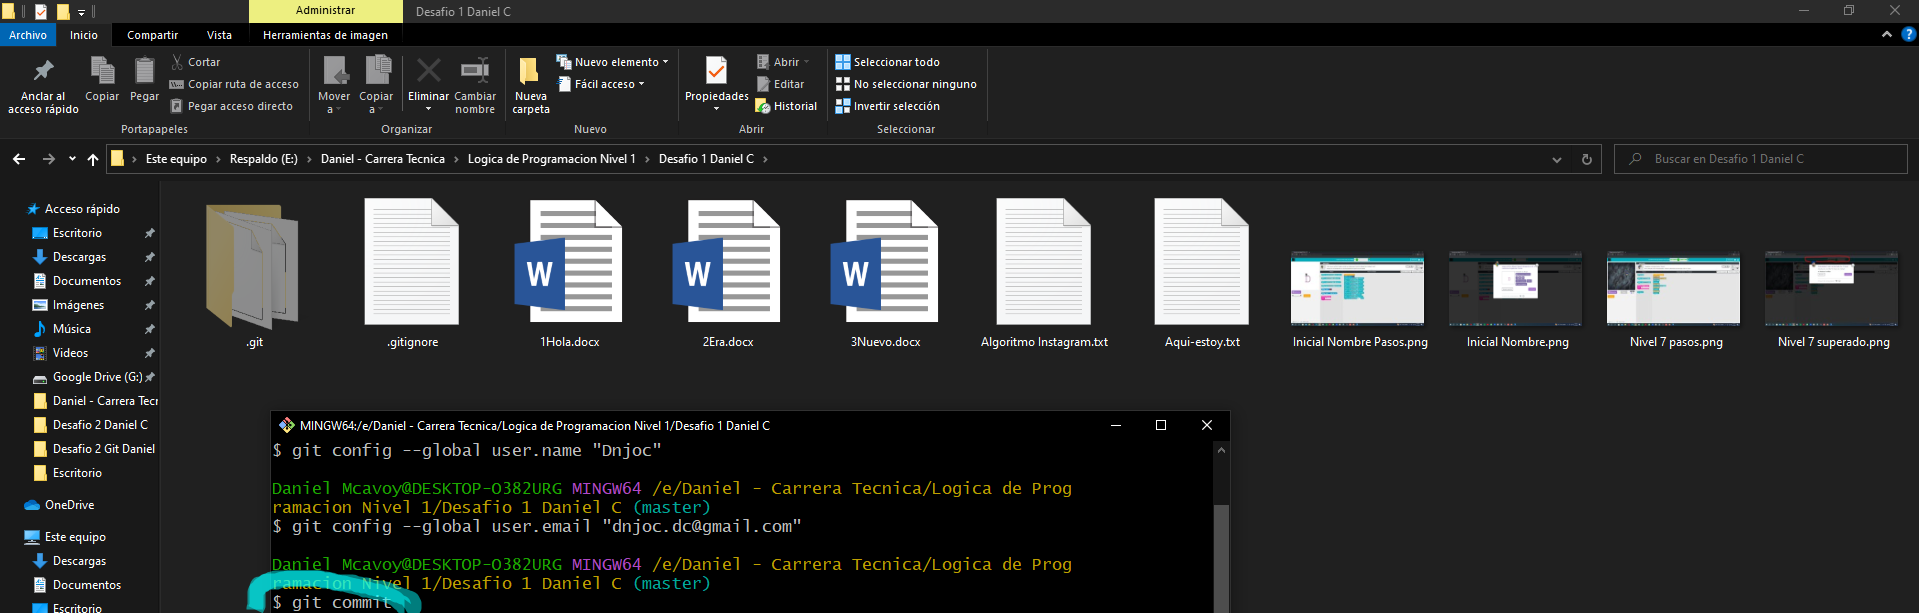 Administrar
Desafio 1 Daniel C
Archivo
Inicio
Compartir
Vista
Herramientas de imagen
Anclar al
acceso rápido
Copiar
Pegar
Cortar
Copiar ruta de acceso
Pegar acceso directo
Portapapeles
Mover
a
Copiar
a
Eliminar
Cambiar
nombre
Organizar
Nueva
carpeta
Nuevo elemento
Fácil acceso
Nuevo
Propiedades
Abrir
Editar
Historial
Abrir
Seleccionar todo
No seleccionar ninguno
Invertir selección
Seleccionar
Este equipo
Respaldo (E:)
Daniel - Carrera Tecnica
Logica de Programacion Nivel 1
Desafio 1 Daniel C
Buscar en Desafio 1 Daniel C
Acceso rápido
Escritorio
Descargas
Documentos
Imágenes
Música
Videos
Google Drive (G:)
Daniel - Carrera Tecr
Desafio 2 Daniel C
Desafio 2 Git Daniel
Escritorio
OneDrive
Este equipo
Descargas
Documentos
Escritorio
.git
.gitignore
W
1Hola.docx
W
2Era.docx
W
3Nuevo.docx
Algoritmo Instagram.txt
Aqui-estoy.txt
Inicial Nombre Pasos.png
Inicial Nombre.png
Nivel 7 pasos.png
Nivel 7 superado.png
MINGW64:/e/Daniel - Carrera Tecnica/Logica de Programacion Nivel 1/Desafio 1 Daniel C
$ git config --global user.name "Dnjoc"
Daniel Mcavoy@DESKTOP-O382URG MINGW64 /e/Daniel - Carrera Tecnica/Logica de Prog
ramacion Nivel 1/Desafio 1 Daniel C (master)
$ git config --global user.email "dnjoc.dc@gmail.com"
Daniel Mcavoy@DESKTOP-O382URG MINGW64 /e/Daniel - Carrera Tecnica/Logica de Prog
ramacion Nivel 1/Desafio 1 Daniel C (master)
$ git commit